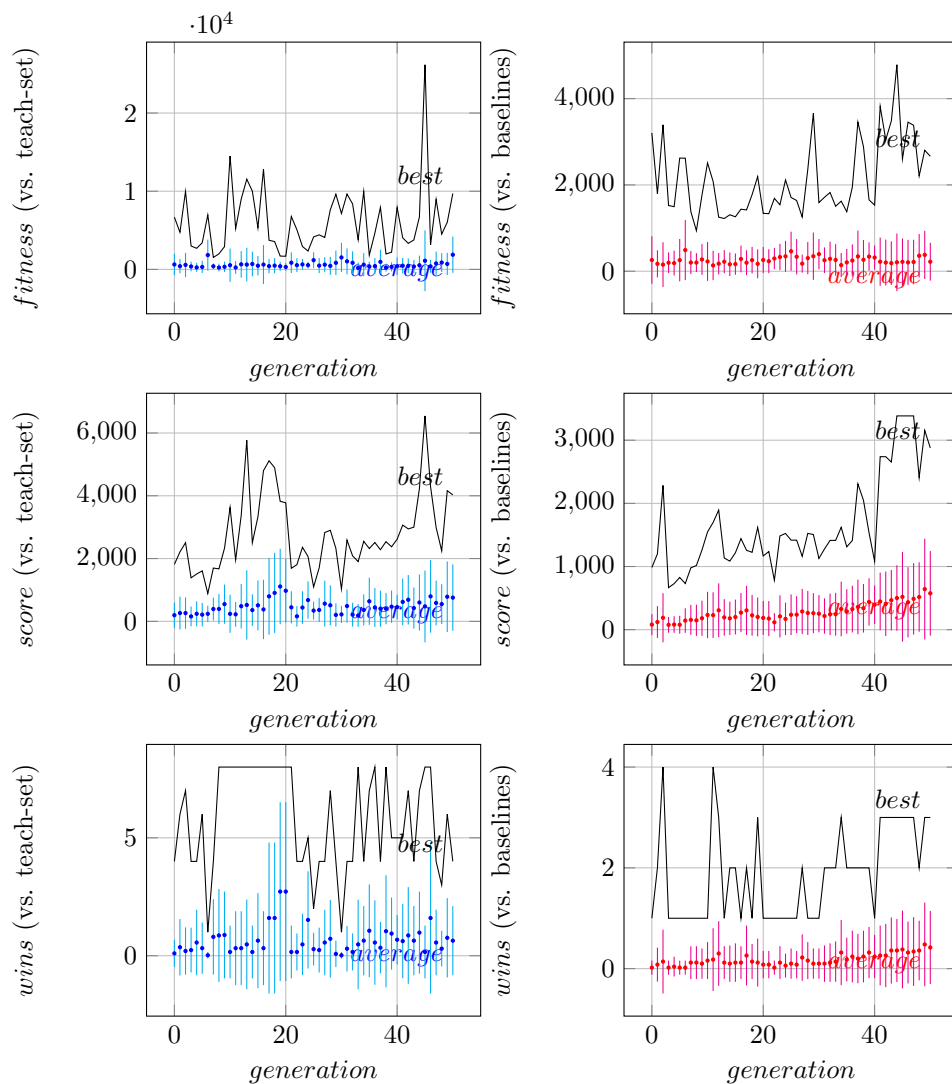 ·10^4
fitness (vs. teach-set)
2
1
0
best
average
0 20 40
generation
fitness (vs. baselines)
4,000
2,000
0
best
average
0 20 40
generation
score (vs. teach-set)
6,000
4,000
2,000
0
best
average
0 20 40
generation
score (vs. baselines)
3,000
2,000
1,000
0
best
average
0 20 40
generation
wins (vs. teach-set)
5
0
best
average
0 20 40
generation
wins (vs. baselines)
4
2
0
best
average
0 20 40
generation